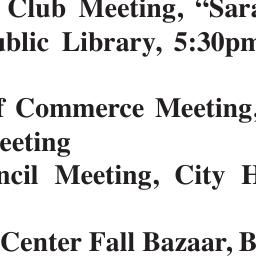 Club Meeting, “Sara
ublic Library, 5:30pm
f Commerce Meeting,
eeting
ncil Meeting, City H
Center Fall Bazaar, B